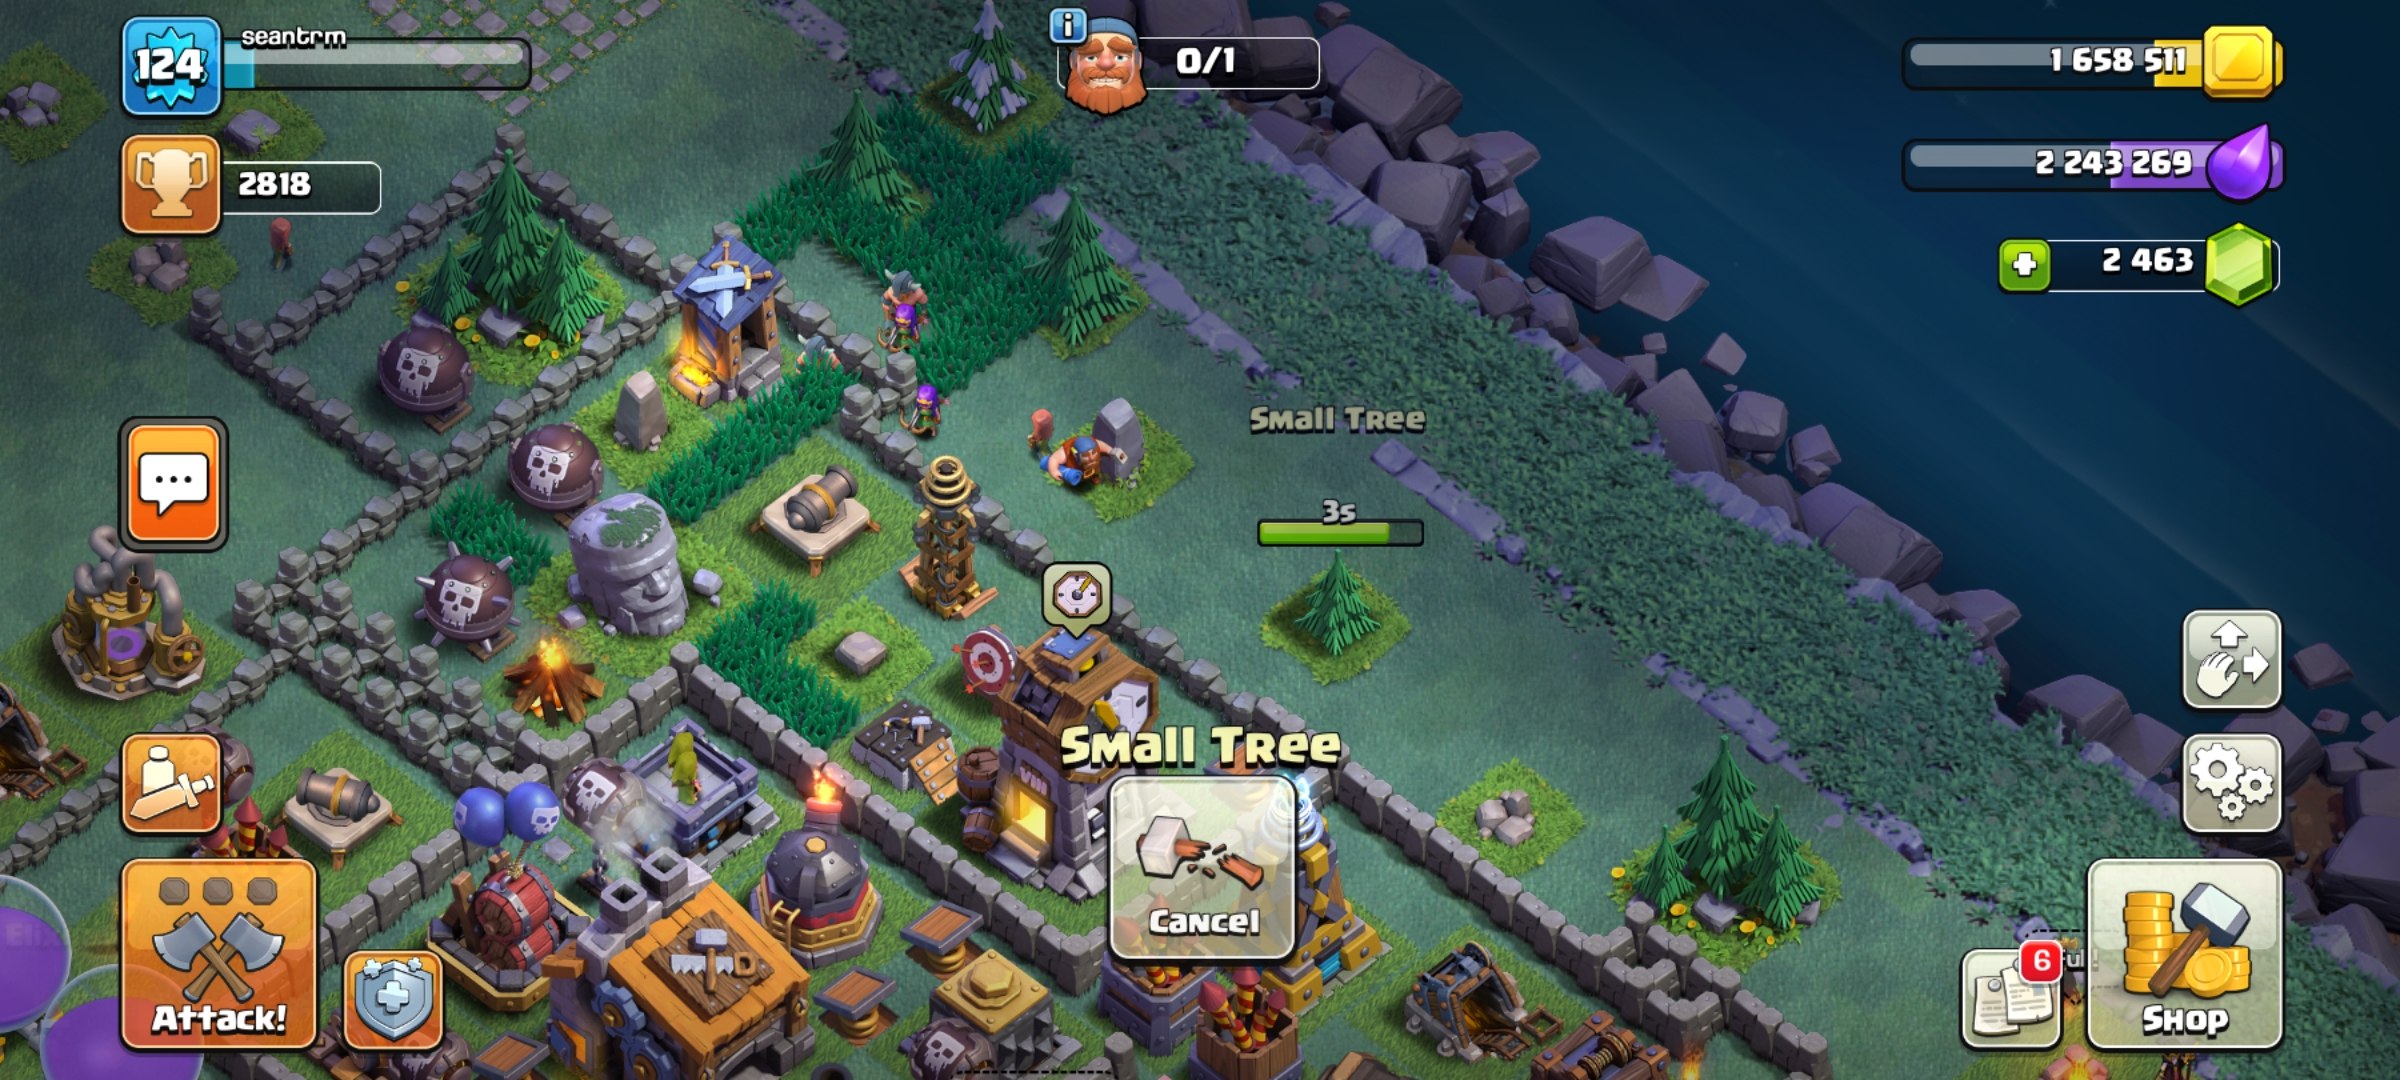 124
seantrm
i
0/1
1 658 511
2818
2 243 269
2 463
Small Tree
3s
Small Tree
Cancel
6
Attack!
Shop